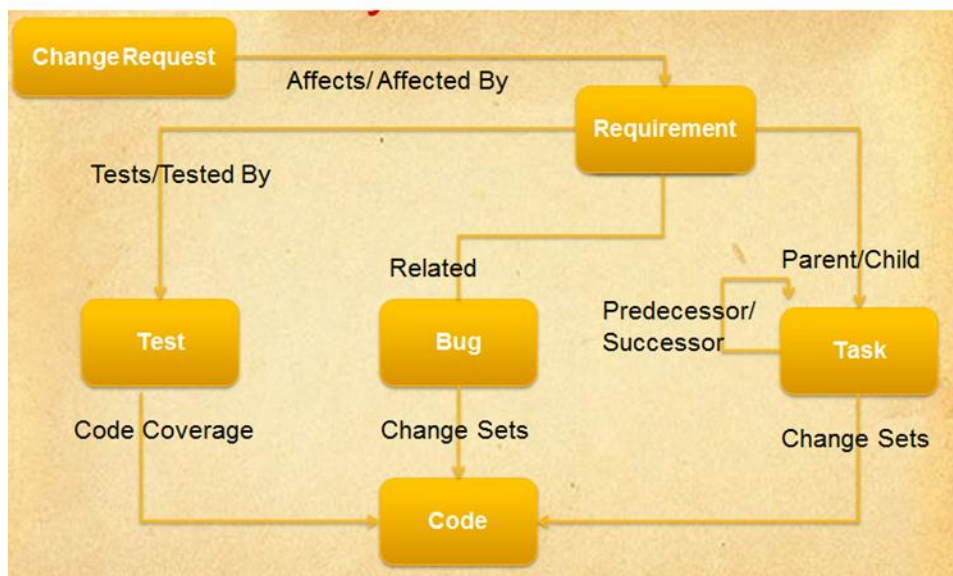 ChangeRequest
Affects/Affected By
Requirement
Tests/Tested By
Related
Parent/Child
Predecessor/
Successor
Test
Bug
Task
Code Coverage
Change Sets
Change Sets
Code